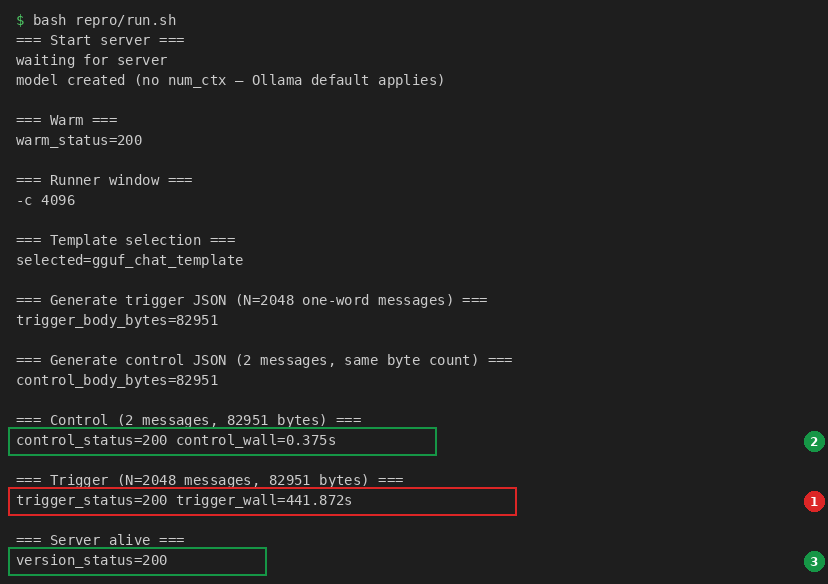 $ bash repro/run.sh
=== Start server ===
waiting for server
model created (no num_ctx — Ollama default applies)
=== Warm ===
warm_status=200
=== Runner window ===
-c 4096
=== Template selection ===
selected=gguf_chat_template
=== Generate trigger JSON (N=2048 one-word messages) ===
trigger_body_bytes=82951
=== Generate control JSON (2 messages, same byte count) ===
control_body_bytes=82951
=== Control (2 messages, 82951 bytes) ===
control_status=200 control_wall=0.375s
2
=== Trigger (N=2048 messages, 82951 bytes) ===
trigger_status=200 trigger_wall=441.872s
1
=== Server alive ===
version_status=200
3